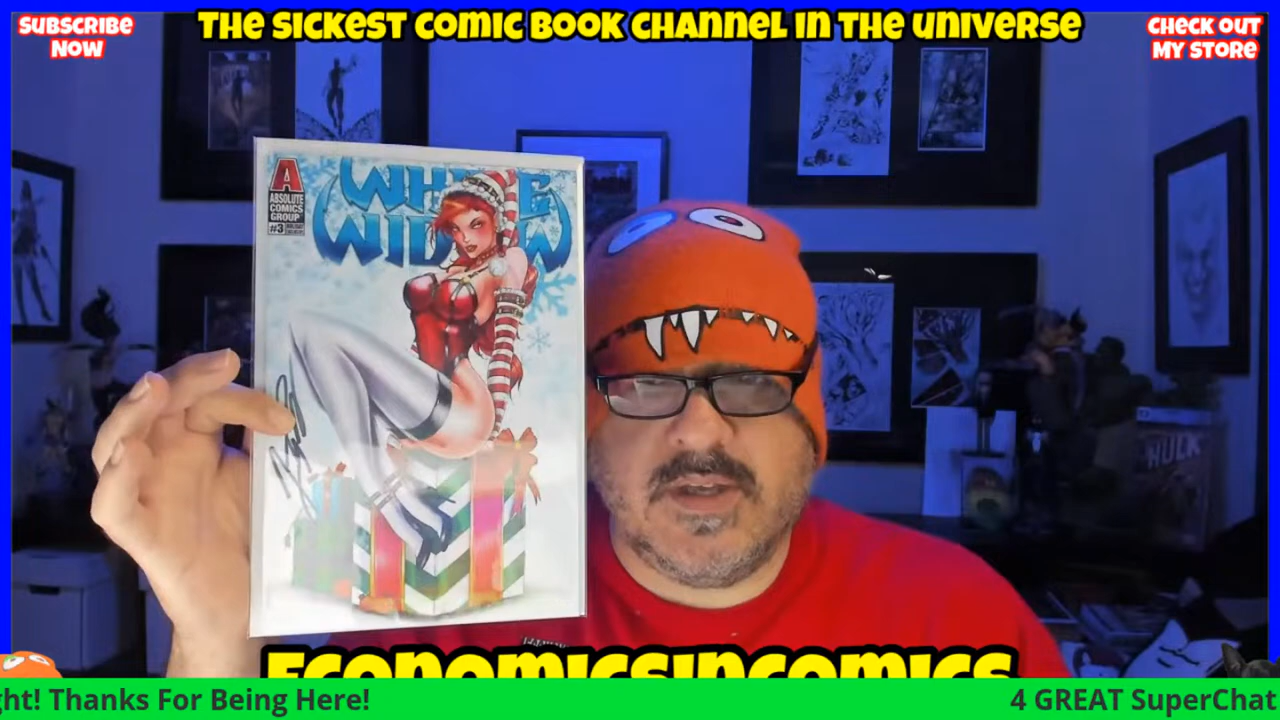 SUBSCRIBE
NOW
THE SICKEST COMIC BOOK CHANNEL IN THE UNIVERSE
CHECK OUT
MY STORE
A
ABSOLUTE
COMICS
GROUP
#3
WHITE
WIDOW
HULK
ECONOMICSINCOMICS
ght! Thanks For Being Here!
4 GREAT SuperChat